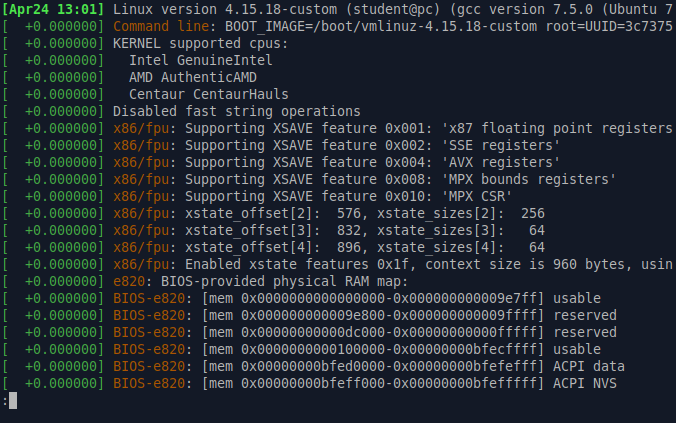 [Apr24 13:01] Linux version 4.15.18-custom (student@pc) (gcc version 7.5.0 (Ubuntu 7
[  +0.000000] Command line: BOOT_IMAGE=/boot/vmlinuz-4.15.18-custom root=UUID=3c7375
[  +0.000000] KERNEL supported cpus:
[  +0.000000]   Intel GenuineIntel
[  +0.000000]   AMD AuthenticAMD
[  +0.000000]   Centaur CentaurHauls
[  +0.000000] Disabled fast string operations
[  +0.000000] x86/fpu: Supporting XSAVE feature 0x001: 'x87 floating point registers
[  +0.000000] x86/fpu: Supporting XSAVE feature 0x002: 'SSE registers'
[  +0.000000] x86/fpu: Supporting XSAVE feature 0x004: 'AVX registers'
[  +0.000000] x86/fpu: Supporting XSAVE feature 0x008: 'MPX bounds registers'
[  +0.000000] x86/fpu: Supporting XSAVE feature 0x010: 'MPX CSR'
[  +0.000000] x86/fpu: xstate_offset[2]:  576, xstate_sizes[2]:  256
[  +0.000000] x86/fpu: xstate_offset[3]:  832, xstate_sizes[3]:   64
[  +0.000000] x86/fpu: xstate_offset[4]:  896, xstate_sizes[4]:   64
[  +0.000000] x86/fpu: Enabled xstate features 0x1f, context size is 960 bytes, usin
[  +0.000000] e820: BIOS-provided physical RAM map:
[  +0.000000] BIOS-e820: [mem 0x0000000000000000-0x000000000009e7ff] usable
[  +0.000000] BIOS-e820: [mem 0x000000000009e800-0x000000000009ffff] reserved
[  +0.000000] BIOS-e820: [mem 0x00000000000dc000-0x00000000000fffff] reserved
[  +0.000000] BIOS-e820: [mem 0x0000000000100000-0x00000000bfecffff] usable
[  +0.000000] BIOS-e820: [mem 0x00000000bfed0000-0x00000000bfefefff] ACPI data
[  +0.000000] BIOS-e820: [mem 0x00000000bfeff000-0x00000000bfefffff] ACPI NVS
: